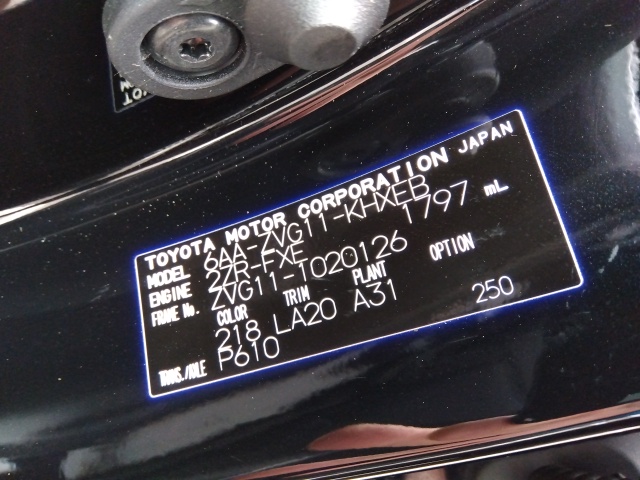 TOYOTA MOTOR CORPORATION JAPAN
MODEL 6AA-ZVG11-KHXEB
ENGINE 2ZR-FXE 1797 mL
FRAME No. ZVG11-1020126
COLOR TRIM PLANT OPTION
218 LA20 A31 250
TRANS./AXLE P610